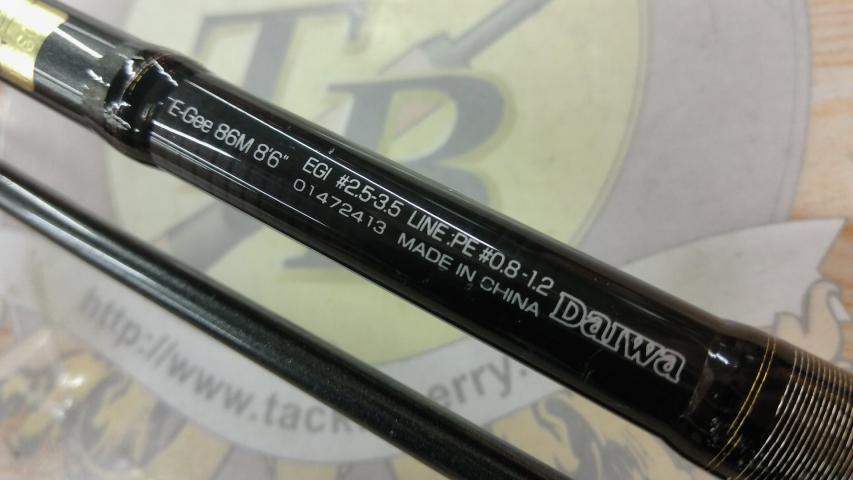 E-Gee 86M 8'6" EGI #2.5-3.5 LINE:PE #0.8-1.2
01472413 MADE IN CHINA
Daiwa
TB
http://www.tack
erry.